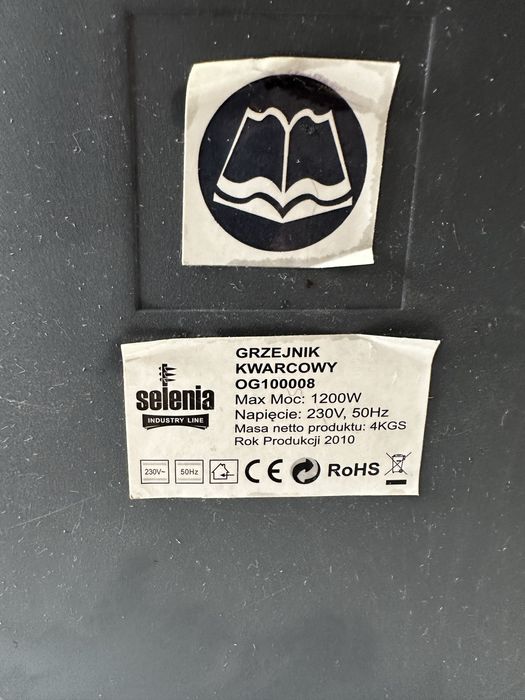 GRZEJNIK
KWARCOWY
OG100008
Max Moc: 1200W
Napięcie: 230V, 50Hz
Masa netto produktu: 4KGS
Rok Produkcji 2010
selenia
INDUSTRY LINE
230V~
50Hz
CE
RoHS